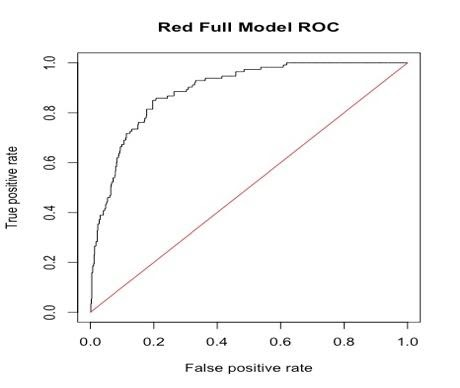 Red Full Model ROC
True positive rate
1.0
0.8
0.6
0.4
0.2
0.0
0.0 0.2 0.4 0.6 0.8 1.0
False positive rate